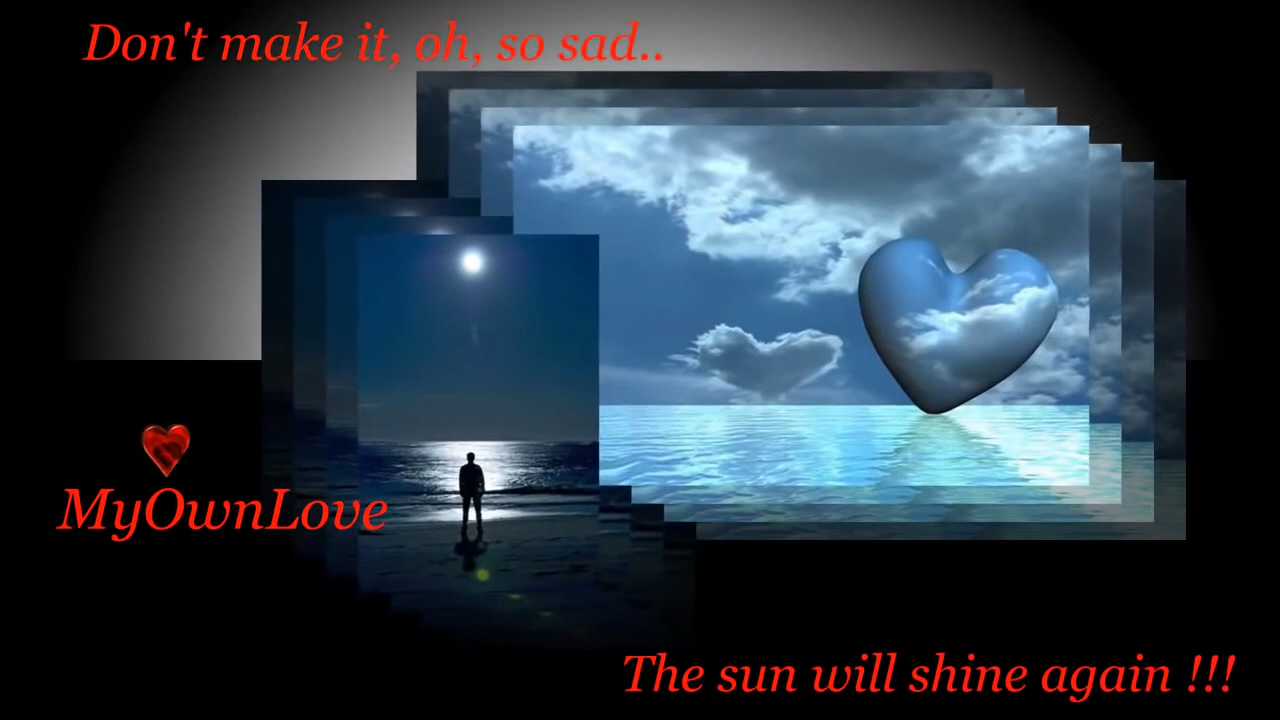 Don't make it, oh, so sad..
MyOwnLove
The sun will shine again !!!